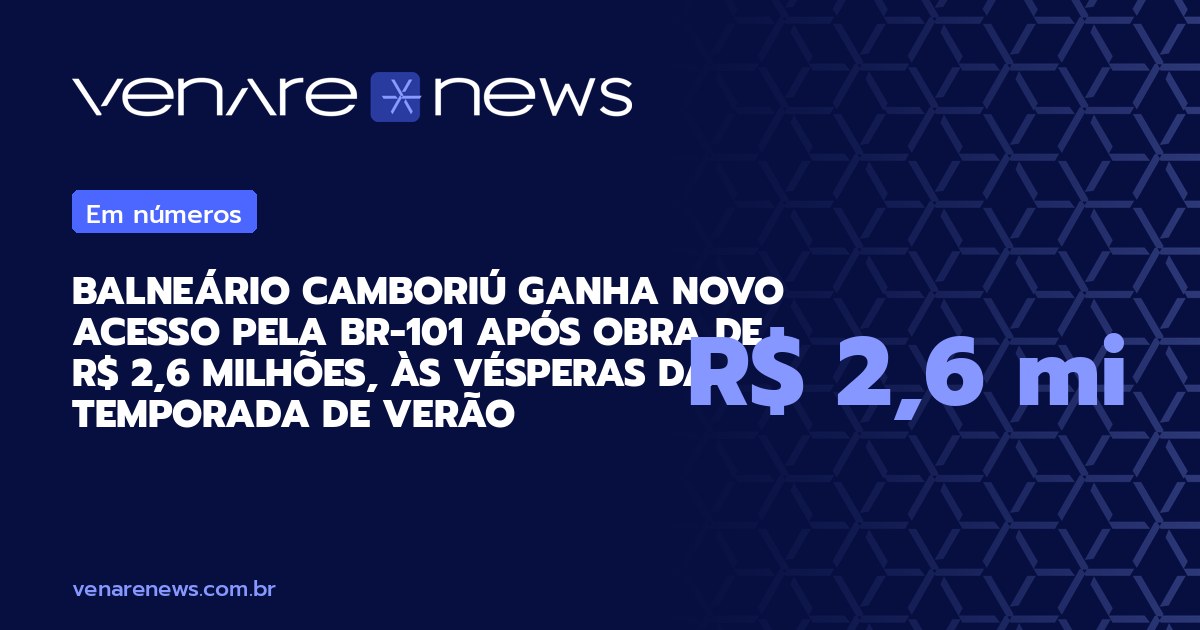 venare news
Em números
BALNEÁRIO CAMBORIÚ GANHA NOVO
ACESSO PELA BR-101 APÓS OBRA DE
R$ 2,6 MILHÕES, ÀS VÉSPERAS DA
TEMPORADA DE VERÃO
R$ 2,6 mi
venarenews.com.br